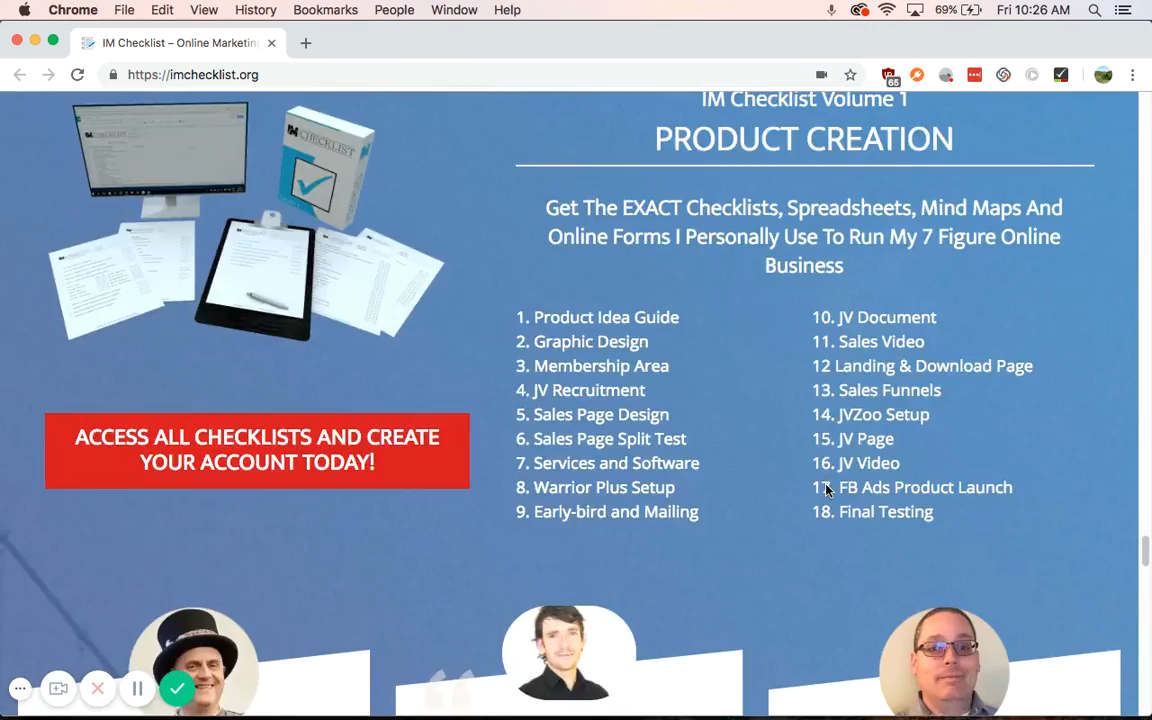 Chrome File Edit View History Bookmarks People Window Help 69% Fri 10:26 AM
IM Checklist – Online Marketing
https://imchecklist.org
65
IM Checklist Volume 1
PRODUCT CREATION
CHECKLIST
Get The EXACT Checklists, Spreadsheets, Mind Maps And
Online Forms I Personally Use To Run My 7 Figure Online
Business
1. Product Idea Guide
2. Graphic Design
3. Membership Area
4. JV Recruitment
5. Sales Page Design
6. Sales Page Split Test
7. Services and Software
8. Warrior Plus Setup
9. Early-bird and Mailing
10. JV Document
11. Sales Video
12 Landing & Download Page
13. Sales Funnels
14. JVZoo Setup
15. JV Page
16. JV Video
17. FB Ads Product Launch
18. Final Testing
ACCESS ALL CHECKLISTS AND CREATE
YOUR ACCOUNT TODAY!